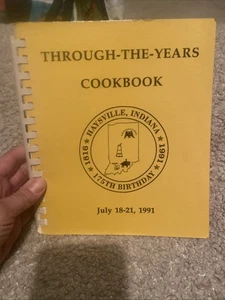 THROUGH-THE-YEARS
COOKBOOK
HAYSVILLE, INDIANA
1816 ★ ★ 1991
175TH BIRTHDAY
July 18-21, 1991